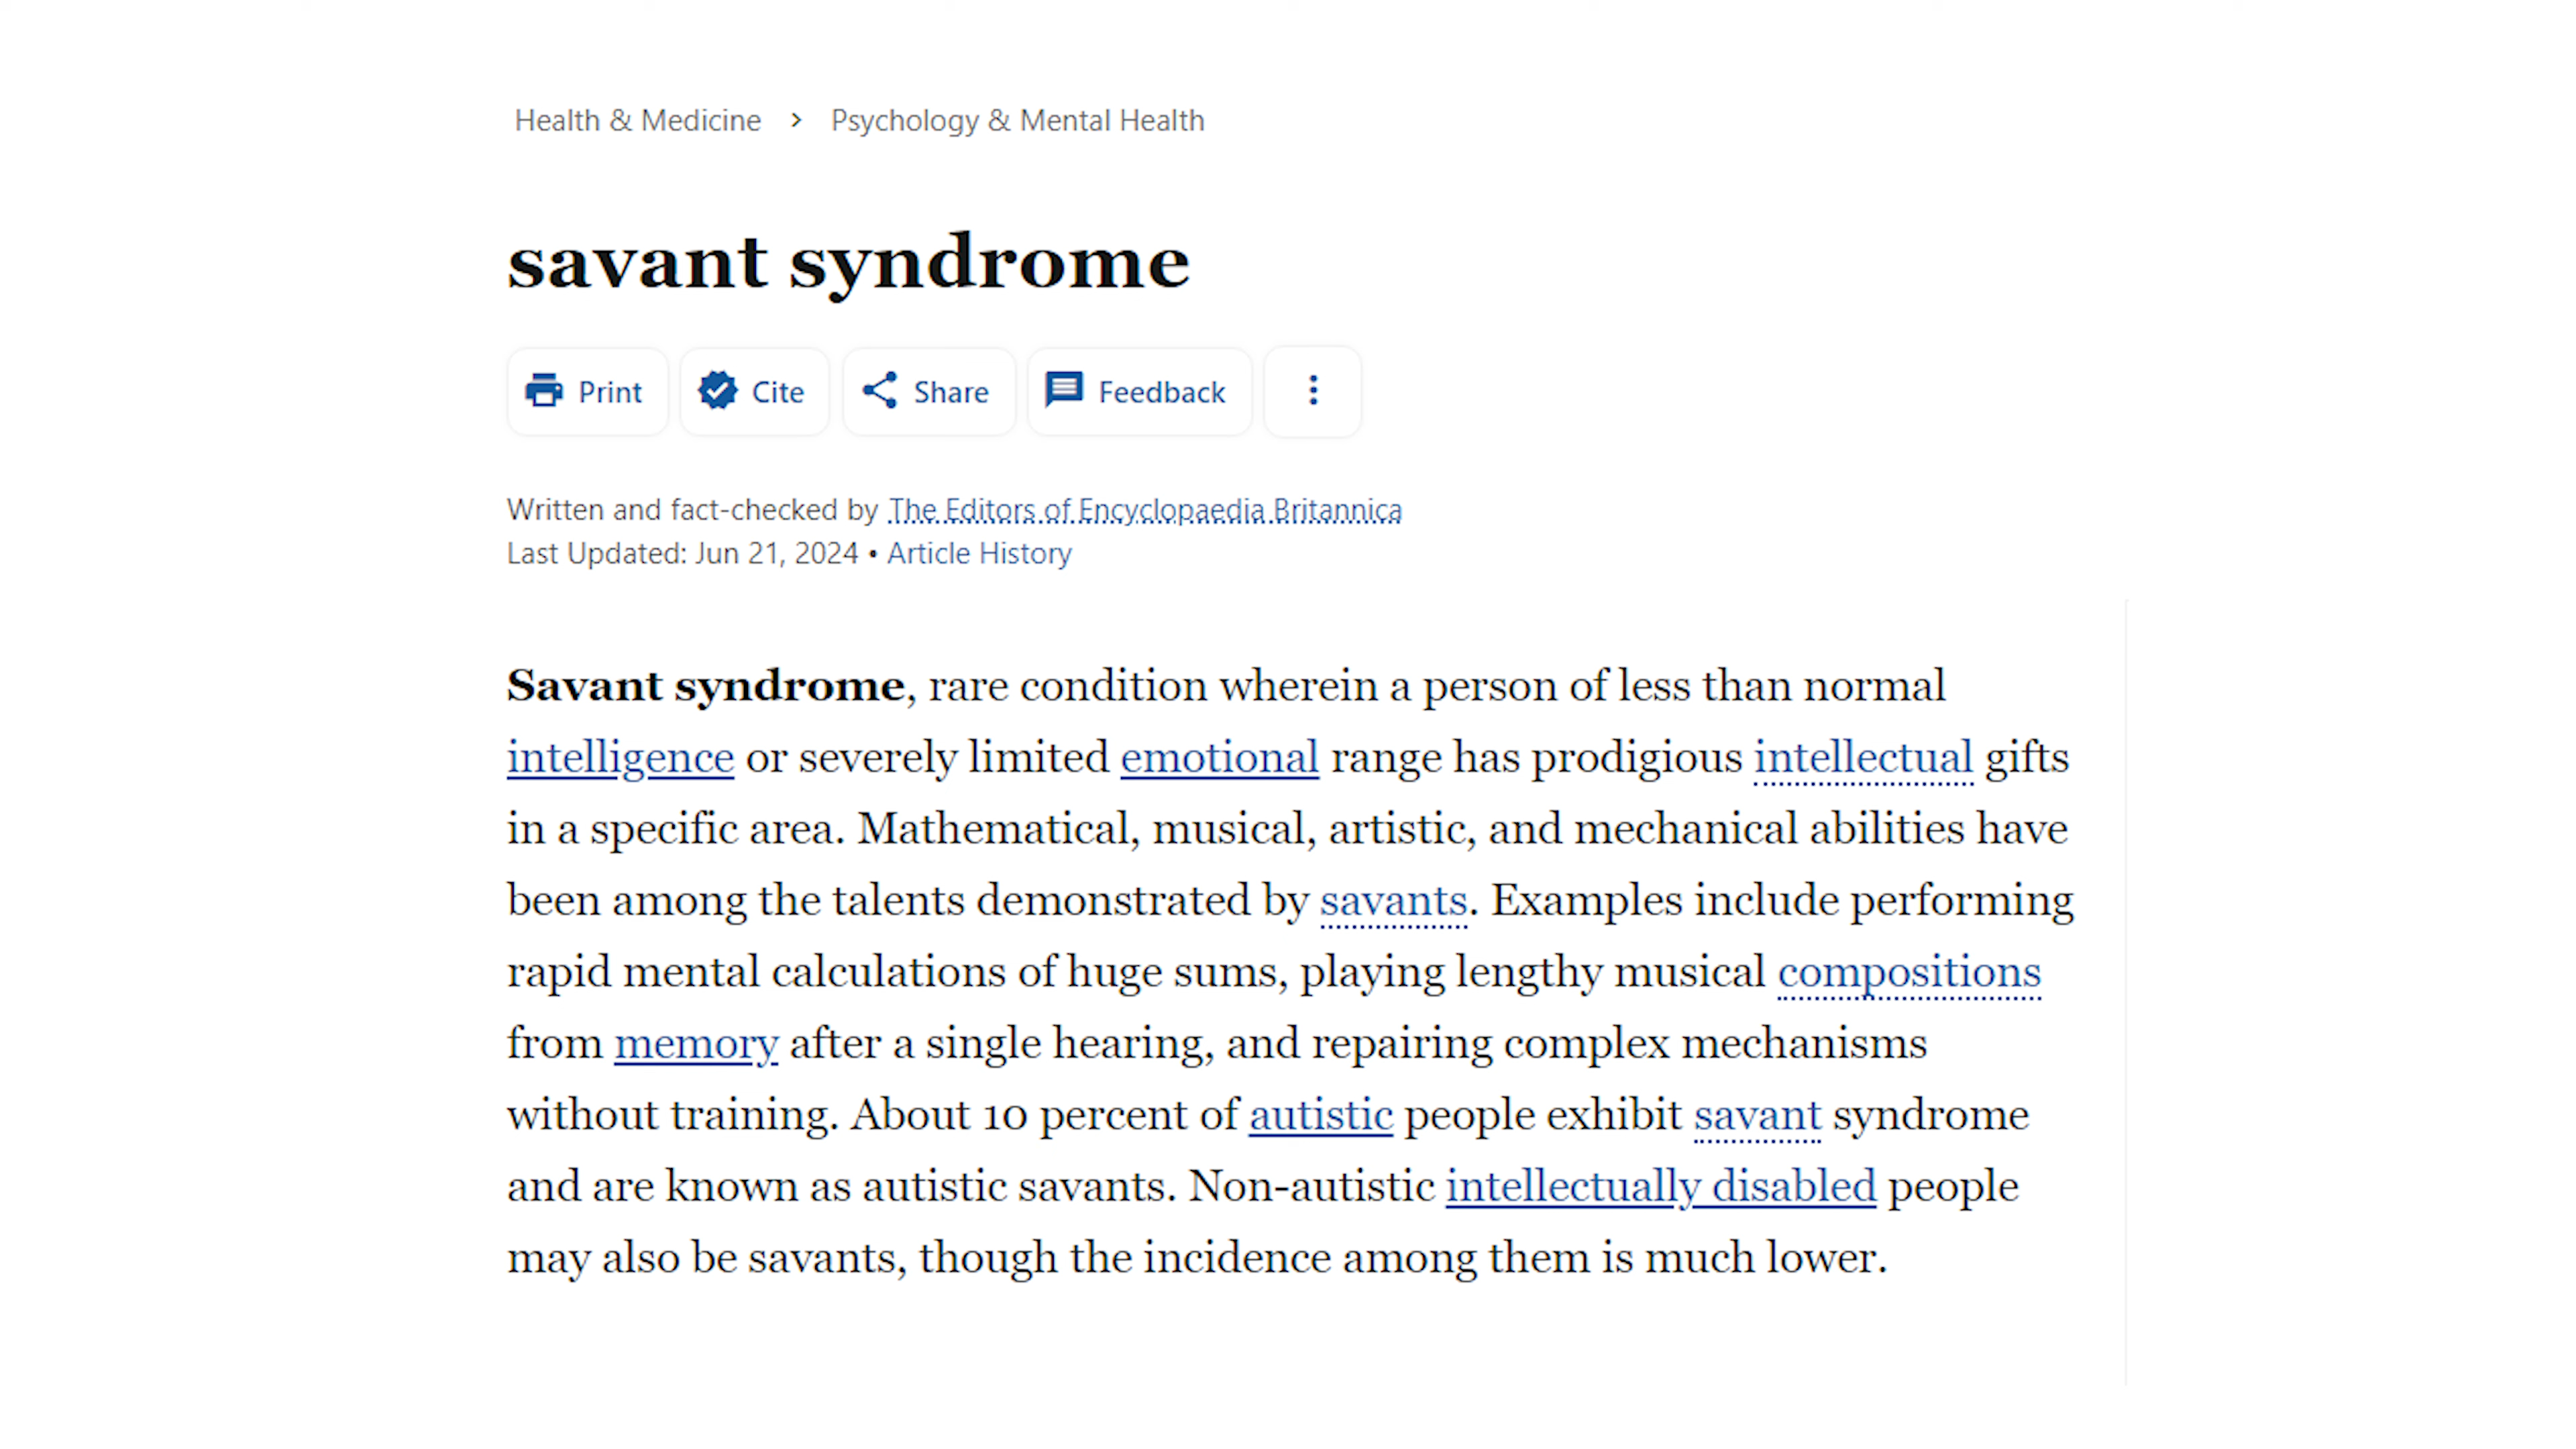 Health & Medicine > Psychology & Mental Health
savant syndrome
Print Cite Share Feedback
Written and fact-checked by The Editors of Encyclopaedia Britannica
Last Updated: Jun 21, 2024 • Article History
Savant syndrome, rare condition wherein a person of less than normal
intelligence or severely limited emotional range has prodigious intellectual gifts
in a specific area. Mathematical, musical, artistic, and mechanical abilities have
been among the talents demonstrated by savants. Examples include performing
rapid mental calculations of huge sums, playing lengthy musical compositions
from memory after a single hearing, and repairing complex mechanisms
without training. About 10 percent of autistic people exhibit savant syndrome
and are known as autistic savants. Non-autistic intellectually disabled people
may also be savants, though the incidence among them is much lower.